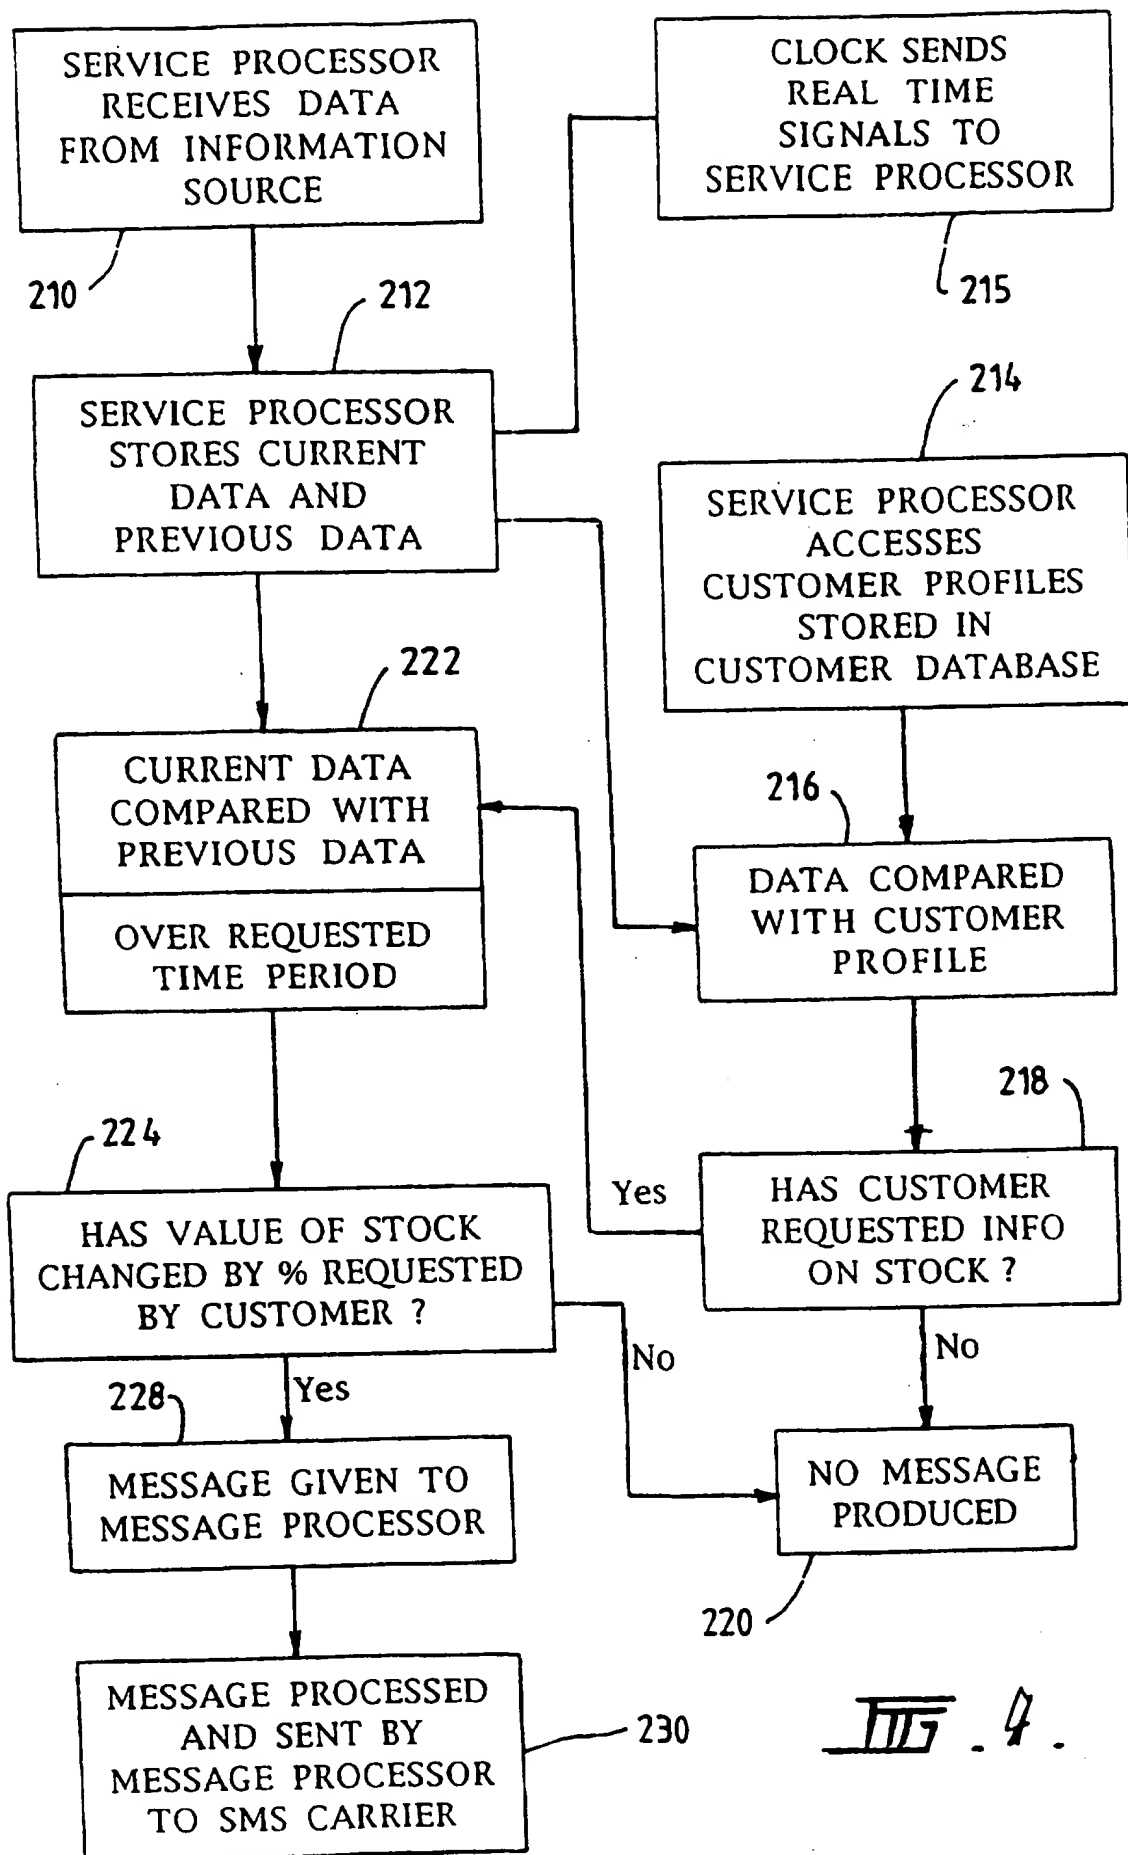 SERVICE PROCESSOR
RECEIVES DATA
FROM INFORMATION
SOURCE
210
CLOCK SENDS
REAL TIME
SIGNALS TO
SERVICE PROCESSOR
215
212
SERVICE PROCESSOR
STORES CURRENT
DATA AND
PREVIOUS DATA
214
SERVICE PROCESSOR
ACCESSES
CUSTOMER PROFILES
STORED IN
CUSTOMER DATABASE
222
CURRENT DATA
COMPARED WITH
PREVIOUS DATA
OVER REQUESTED
TIME PERIOD
216
DATA COMPARED
WITH CUSTOMER
PROFILE
218
HAS CUSTOMER
REQUESTED INFO
ON STOCK ?
Yes
No
224
HAS VALUE OF STOCK
CHANGED BY % REQUESTED
BY CUSTOMER ?
No
Yes
228
MESSAGE GIVEN TO
MESSAGE PROCESSOR
NO MESSAGE
PRODUCED
220
MESSAGE PROCESSED
AND SENT BY
MESSAGE PROCESSOR
TO SMS CARRIER
230
FIG